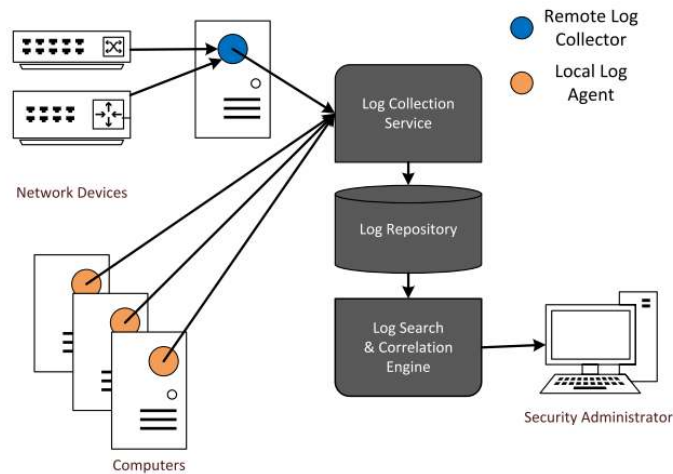 Remote Log
Collector
Local Log
Agent
Log Collection
Service
Network Devices
Log Repository
Log Search
& Correlation
Engine
Security Administrator
Computers